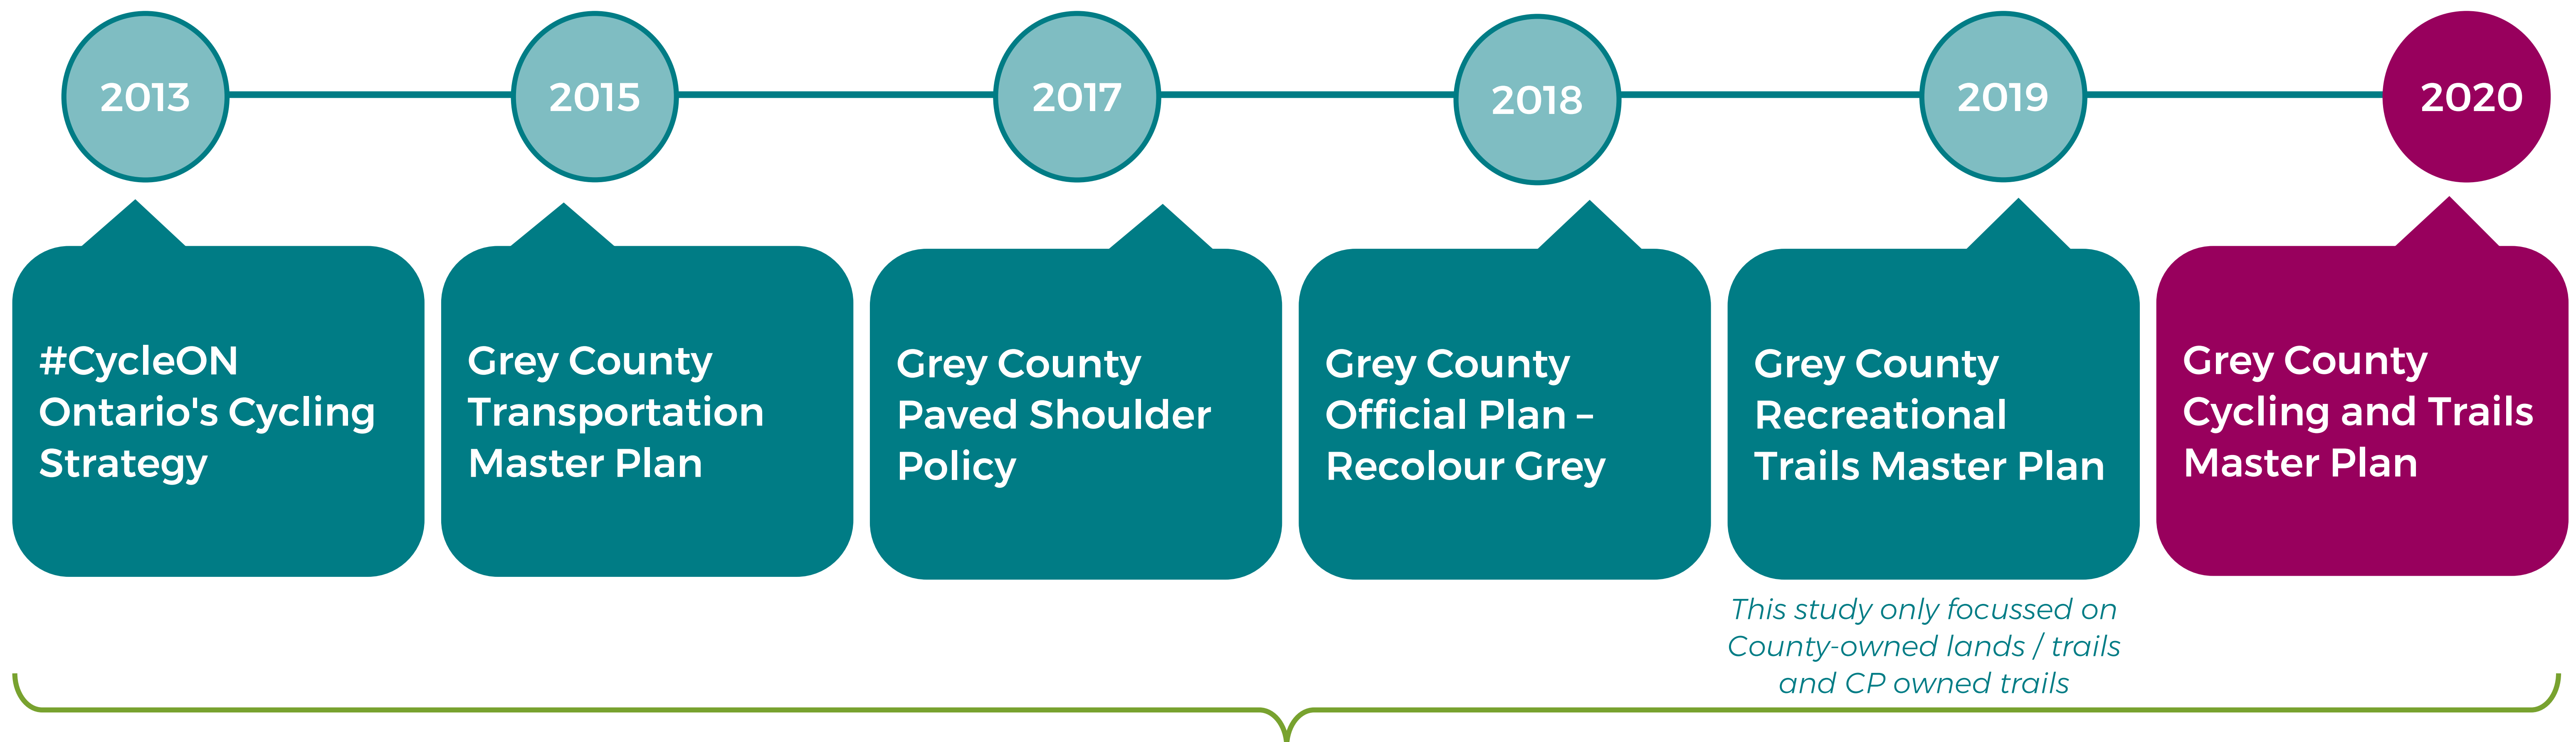 2013
2015
2017
2018
2019
2020
#CycleON
Ontario's Cycling
Strategy
Grey County
Transportation
Master Plan
Grey County
Paved Shoulder
Policy
Grey County
Official Plan –
Recolour Grey
Grey County
Recreational
Trails Master Plan
This study only focussed on
County-owned lands / trails
and CP owned trails
Grey County
Cycling and Trails
Master Plan